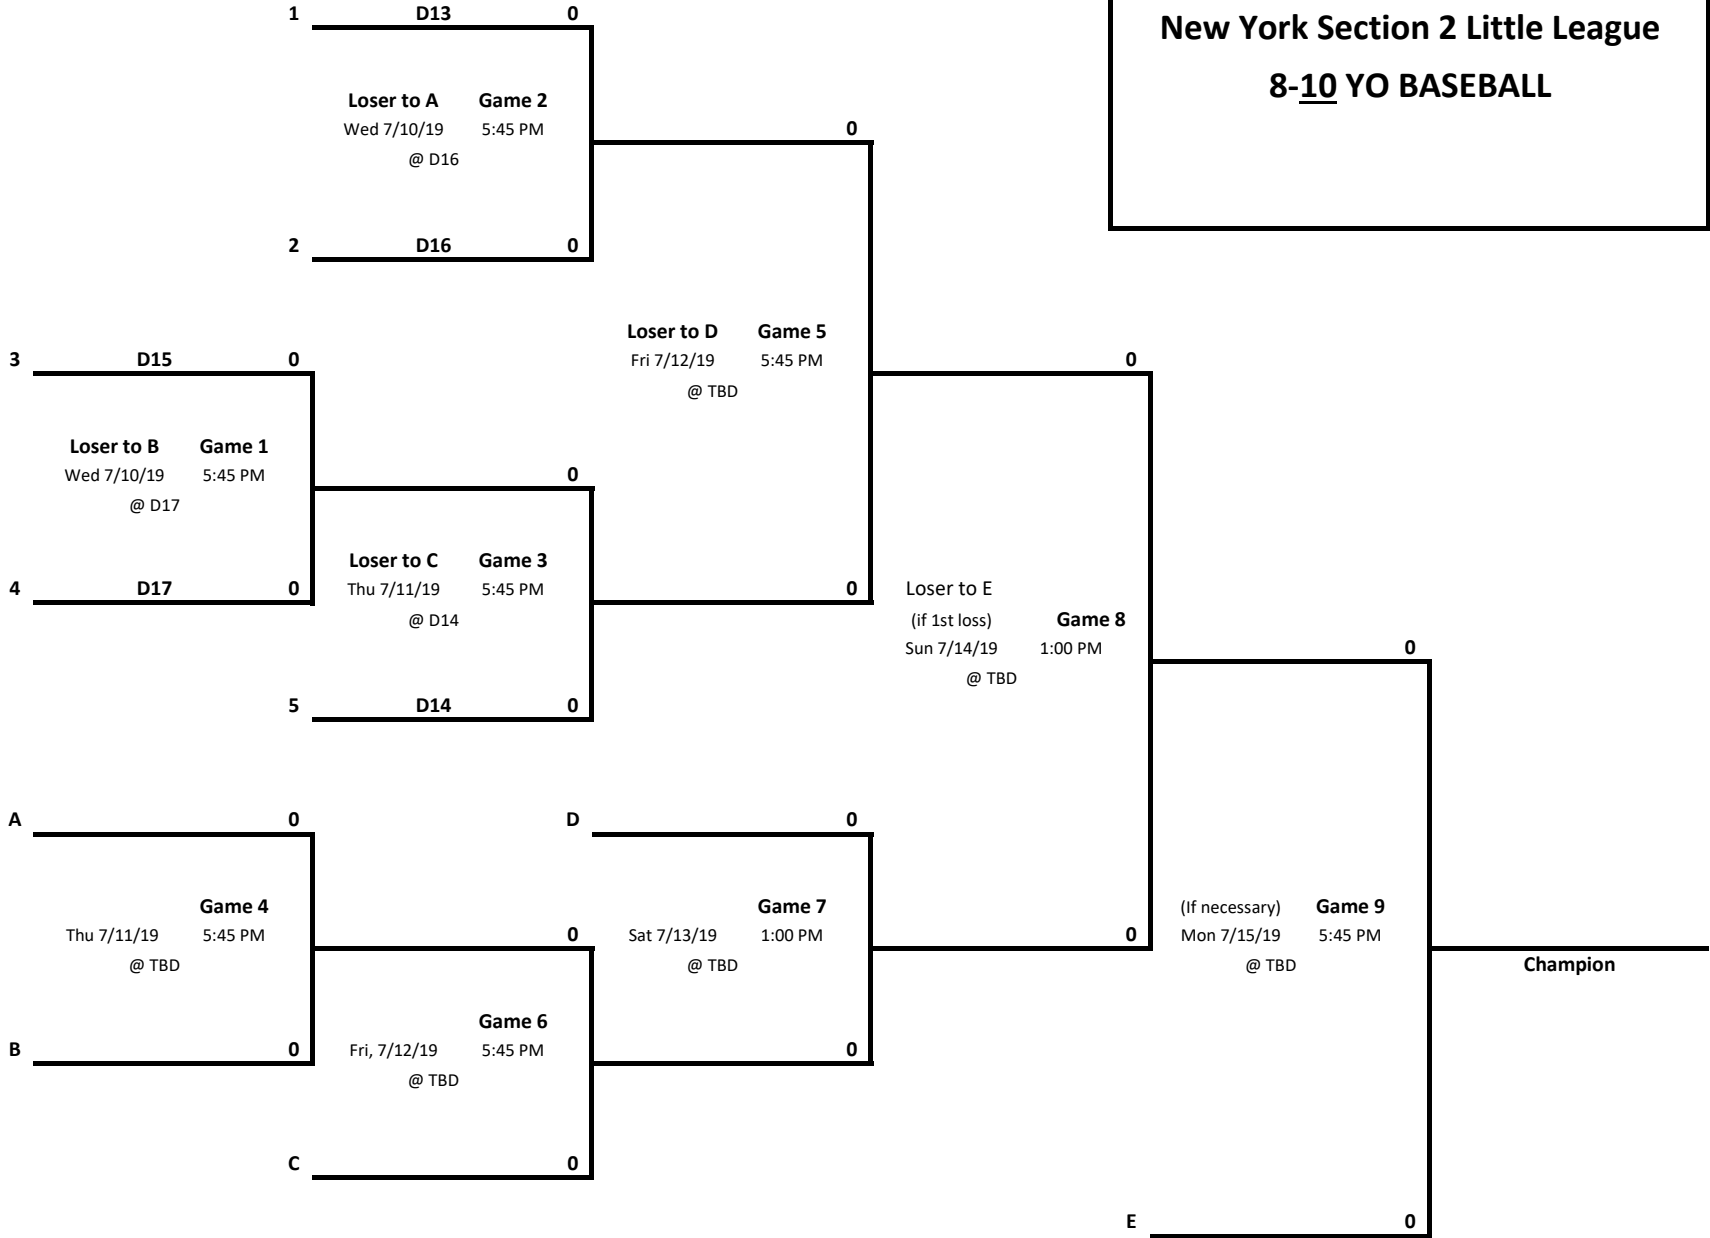 1 D13 0
New York Section 2 Little League
8-10 YO BASEBALL
Loser to A Game 2
Wed 7/10/19 5:45 PM
@ D16
0
2 D16 0
Loser to D Game 5
Fri 7/12/19 5:45 PM
@ TBD
3 D15 0
0
Loser to B Game 1
Wed 7/10/19 5:45 PM
@ D17
0
Loser to C Game 3
Thu 7/11/19 5:45 PM
@ D14
4 D17 0
0
Loser to E
(if 1st loss) Game 8
Sun 7/14/19 1:00 PM
@ TBD
0
5 D14 0
A 0
D 0
Game 4
Thu 7/11/19 5:45 PM
@ TBD
0
Game 7
Sat 7/13/19 1:00 PM
@ TBD
0
(If necessary) Game 9
Mon 7/15/19 5:45 PM
@ TBD
Champion
Game 6
Fri, 7/12/19 5:45 PM
@ TBD
B 0
0
C 0
E 0